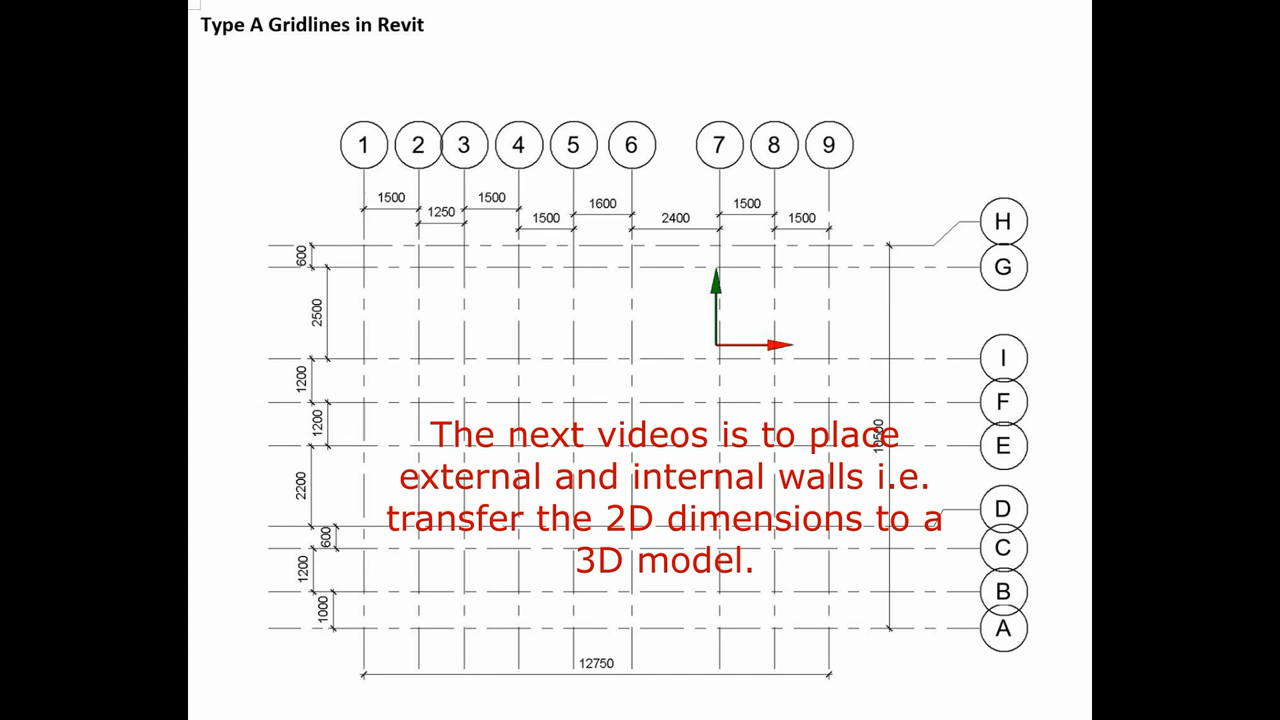 Type A Gridlines in Revit
1 2 3 4 5 6 7 8 9
1500 1500 1600 1500
1250 1500 2400 1500
H
600
G
2500
I
1200
F
1200
The next videos is to place
10500
E
external and internal walls i.e.
2200
D
transfer the 2D dimensions to a
600
C
3D model.
1200
B
1000
A
12750